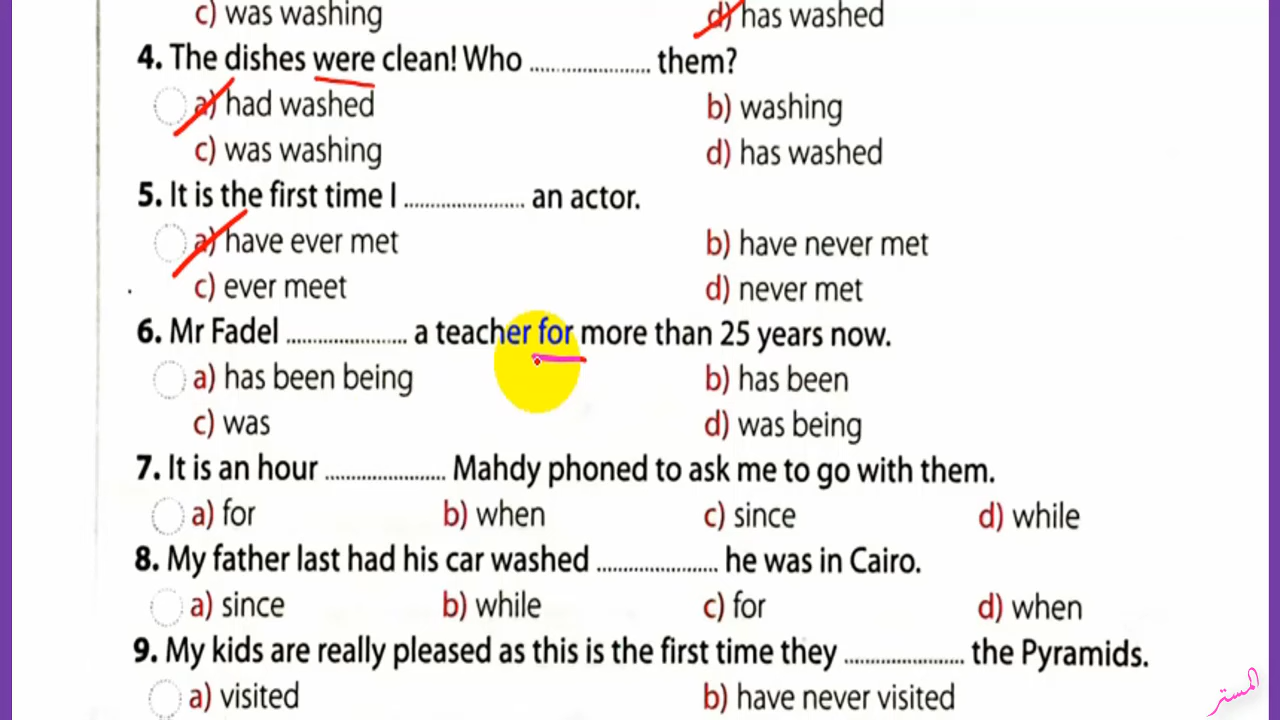 c) was washing d) has washed
4. The dishes were clean! Who ..................... them?
a) had washed b) washing
c) was washing d) has washed
5. It is the first time I ..................... an actor.
a) have ever met b) have never met
c) ever meet d) never met
6. Mr Fadel ..................... a teacher for more than 25 years now.
a) has been being b) has been
c) was d) was being
7. It is an hour ..................... Mahdy phoned to ask me to go with them.
a) for b) when c) since d) while
8. My father last had his car washed ..................... he was in Cairo.
a) since b) while c) for d) when
9. My kids are really pleased as this is the first time they ..................... the Pyramids.
a) visited b) have never visited
المستر